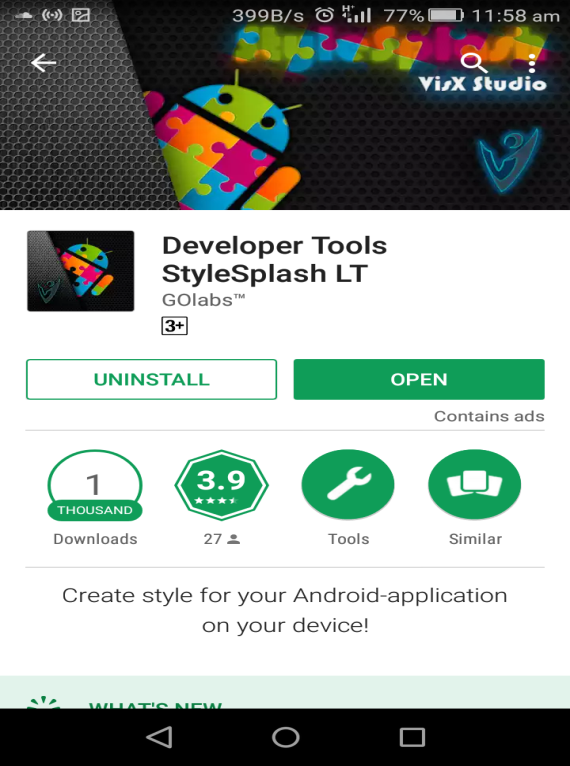 399B/s H+ 77% 11:58 am
StyleSplash
VisX Studio
Developer Tools
StyleSplash LT
GOlabs™
3+
UNINSTALL OPEN
Contains ads
1 3.9
THOUSAND
Downloads 27 Tools Similar
Create style for your Android-application
on your device!
WHAT'S NEW